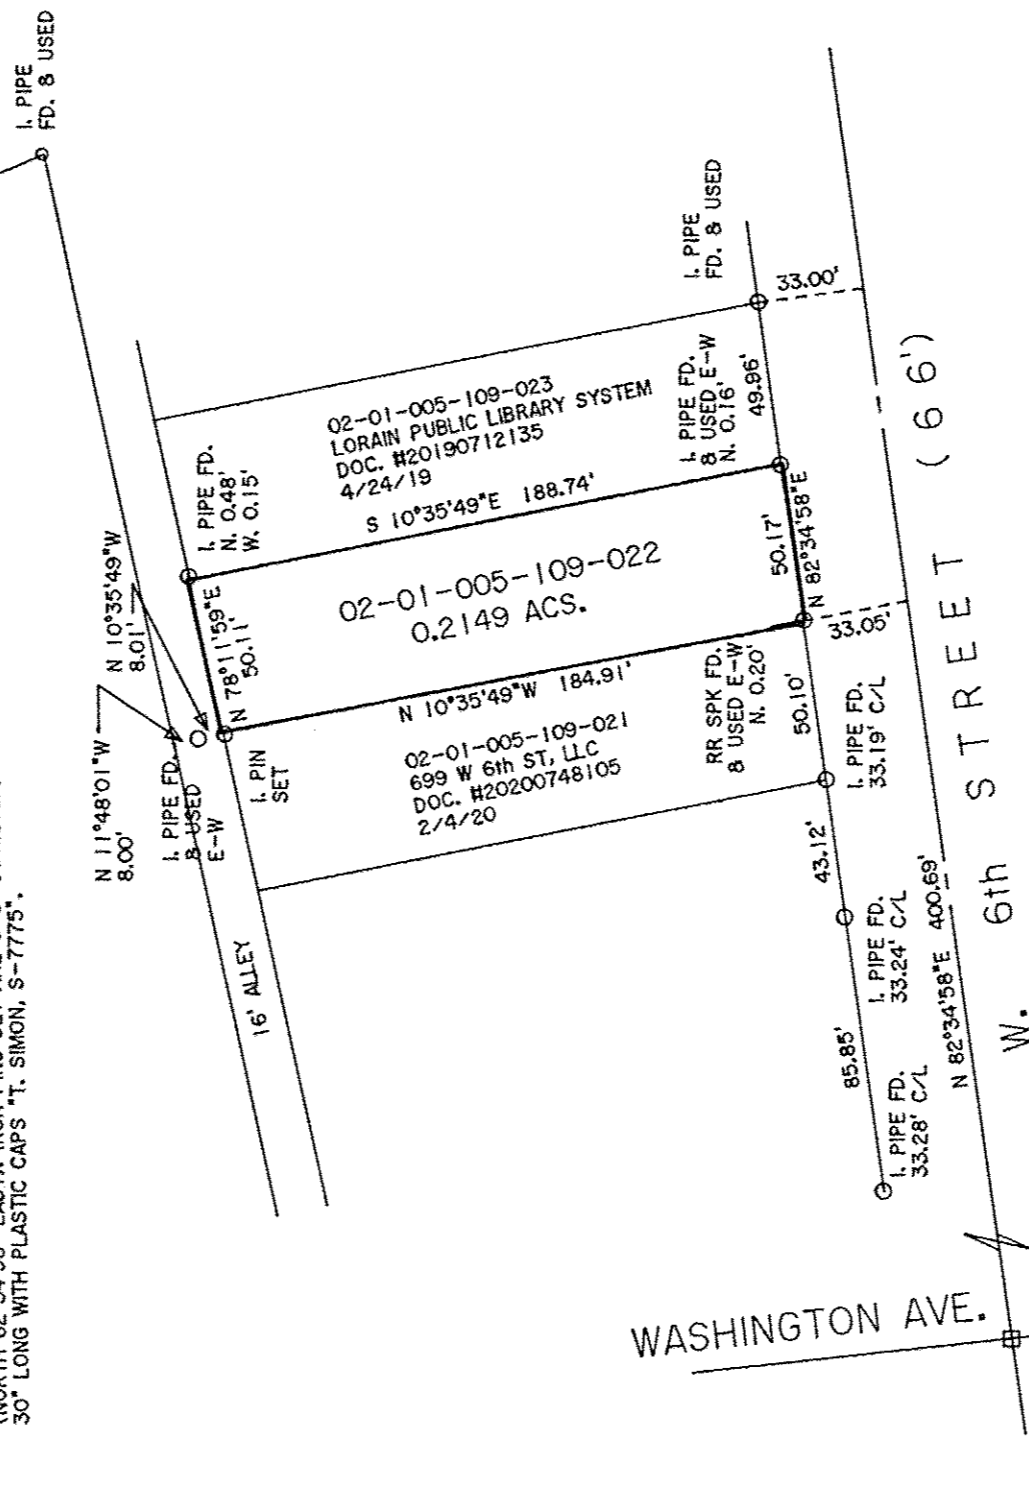 I. PIPE
FD. & USED
30" LONG WITH PLASTIC CAPS "T. SIMON, S-7775".
N 11°48'01"W
8.00'
N 10°35'49"W
8.01'
I. PIPE FD.
& USED
E-W
I. PIN
SET
N 78°11'59"E
50.11'
I. PIPE FD.
N. 0.48'
W. 0.15'
16' ALLEY
02-01-005-109-023
LORAIN PUBLIC LIBRARY SYSTEM
DOC. #20190712135
4/24/19
S 10°35'49"E 188.74'
02-01-005-109-022
0.2149 ACS.
N 10°35'49"W 184.91'
02-01-005-109-021
699 W 6th ST, LLC
DOC. #20200748105
2/4/20
I. PIPE
FD. & USED
I. PIPE FD.
& USED E-W
N. 0.16'
49.96'
33.00'
50.17'
N 82°34'58"E
RR SPK FD.
& USED E-W
N. 0.20'
33.05'
50.10'
I. PIPE FD.
33.19' C/L
43.12'
I. PIPE FD.
33.24' C/L
85.85'
I. PIPE FD.
33.28' C/L
N 82°34'58"E 400.69'
W. 6th STREET (66')
WASHINGTON AVE.